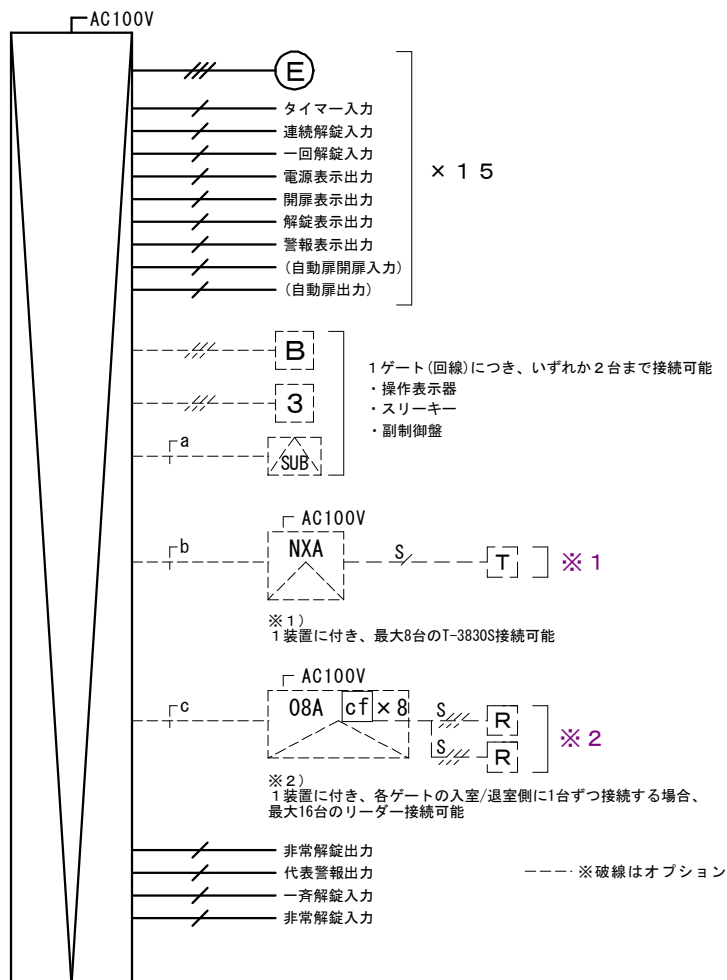 AC100V
E
タイマー入力
連続解錠入力
一回解錠入力
電源表示出力
開扉表示出力
解錠表示出力
警報表示出力
(自動扉開扉入力)
(自動扉出力)
×１５
B
3
a
SUB
1ゲート(回線)につき、いずれか２台まで接続可能
・操作表示器
・スリーキー
・副制御盤
AC100V
b
NXA
S
T
※１
※１)
1装置に付き、最大8台のT-3830S接続可能
AC100V
c
08A
cf
×8
S
R
S
R
※２
※２)
1装置に付き、各ゲートの入室/退室側に1台ずつ接続する場合、
最大16台のリーダー接続可能
非常解錠出力
代表警報出力
一斉解錠入力
非常解錠入力
※破線はオプション